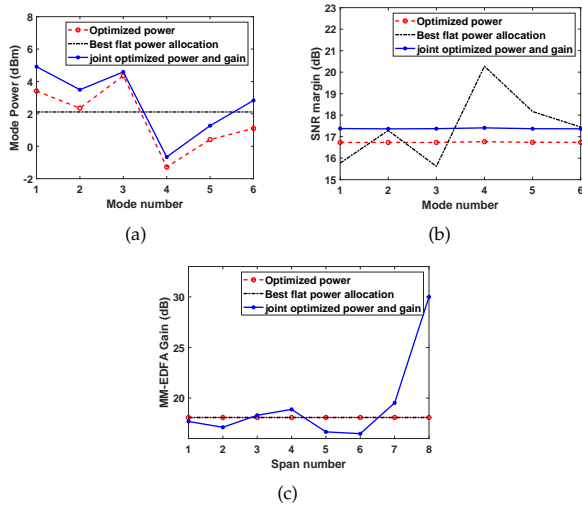 8
6
4
2
0
-2
Mode Power (dBm)
Optimized power
Best flat power allocation
joint optimized power and gain
1 2 3 4 5 6
Mode number
(a)
23
22
21
20
19
18
17
16
15
SNR margin (dB)
Optimized power
Best flat power allocation
joint optimized power and gain
1 2 3 4 5 6
Mode number
(b)
30
20
MM-EDFA Gain (dB)
Optimized power
Best flat power allocation
joint optimized power and gain
1 2 3 4 5 6 7 8
Span number
(c)